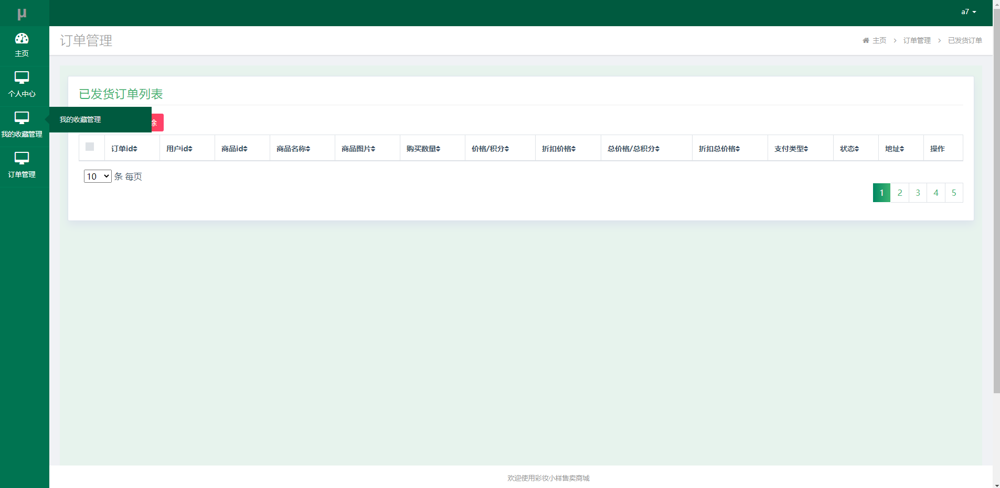 μ
a7
主页
个人中心
我的收藏管理
订单管理
订单管理
主页 > 订单管理 > 已发货订单
已发货订单列表
我的收藏管理
除
订单id 用户id 商品id 商品名称 商品图片 购买数量 价格/积分 折扣价格 总价格/总积分 折扣总价格 支付类型 状态 地址 操作
10 条 每页
1 2 3 4 5
欢迎使用彩妆小样售卖商城